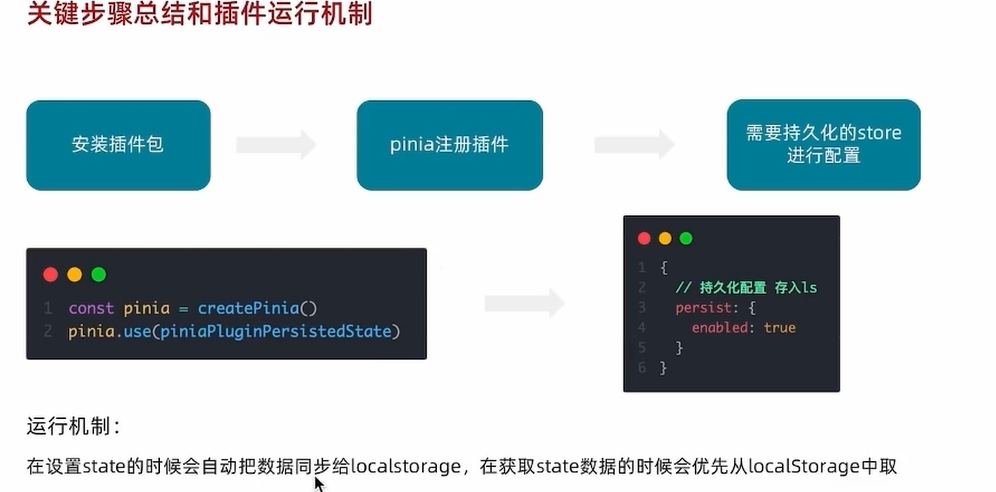 关键步骤总结和插件运行机制
安装插件包
pinia注册插件
需要持久化的store
进行配置
1 const pinia = createPinia()
2 pinia.use(piniaPluginPersistedState)
1 {
2 // 持久化配置 存入ls
3 persist: {
4 enabled: true
5 }
6 }
运行机制：
在设置state的时候会自动把数据同步给localstorage，在获取state数据的时候会优先从localStorage中取